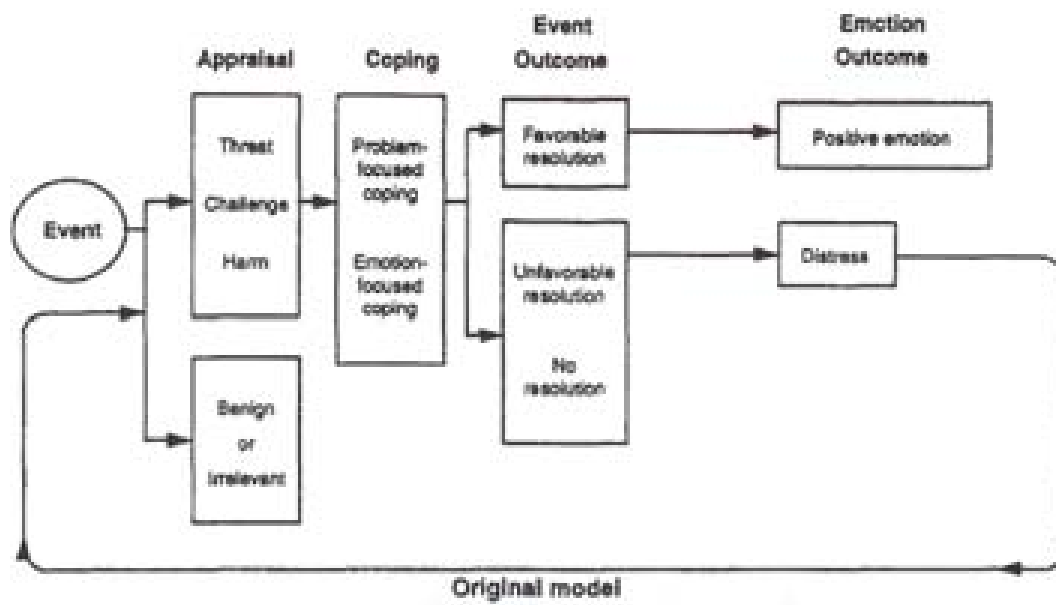 Appraisal
Coping
Event
Outcome
Emotion
Outcome
Event
Threat
Challenge
Harm
Benign
or
Irrelevant
Problem-
focused
coping
Emotion-
focused
coping
Favorable
resolution
Unfavorable
resolution
No
resolution
Positive emotion
Distress
Original model